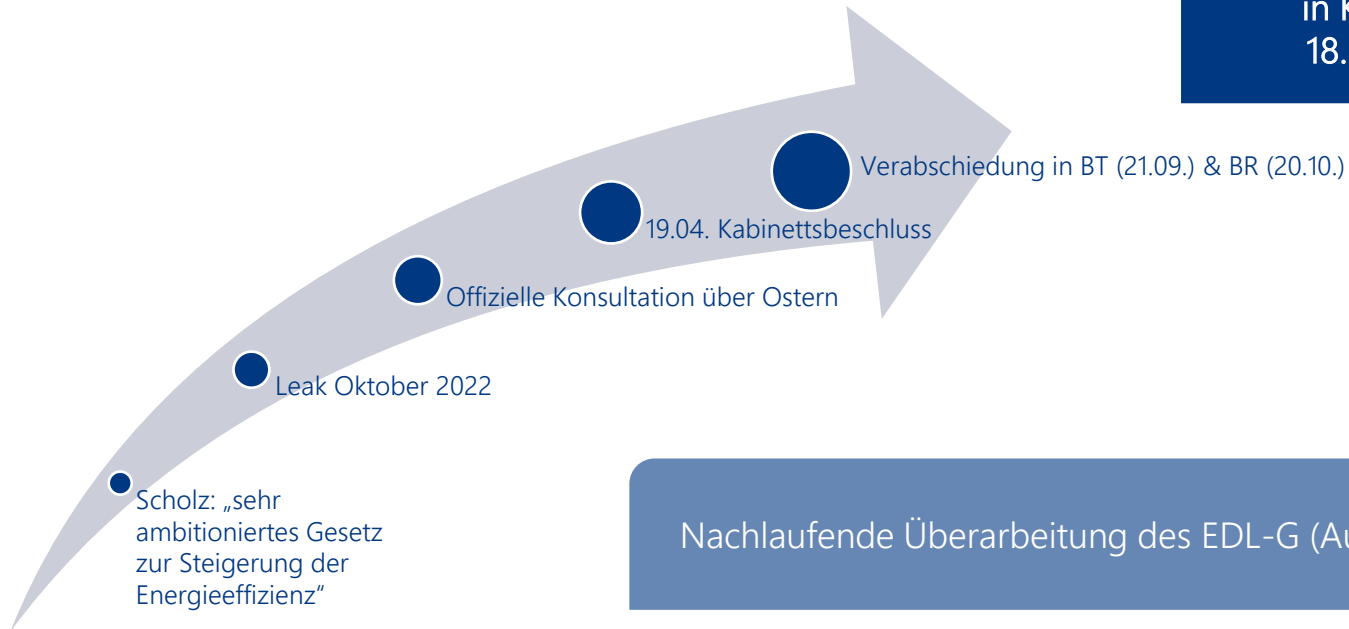 in
18.
Verabschiedung in BT (21.09.) & BR (20.10.)
19.04. Kabinettsbeschluss
Offizielle Konsultation über Ostern
Leak Oktober 2022
Scholz: „sehr
ambitioniertes Gesetz
zur Steigerung der
Energieeffizienz“
Nachlaufende Überarbeitung des EDL-G